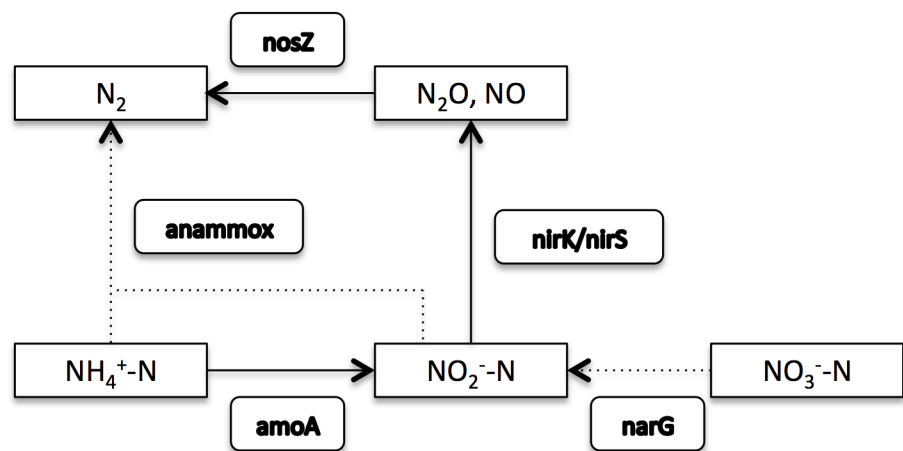 nosZ
N₂
N₂O, NO
anammox
nirK/nirS
NH₄⁺-N
NO₂⁻-N
NO₃⁻-N
amoA
narG